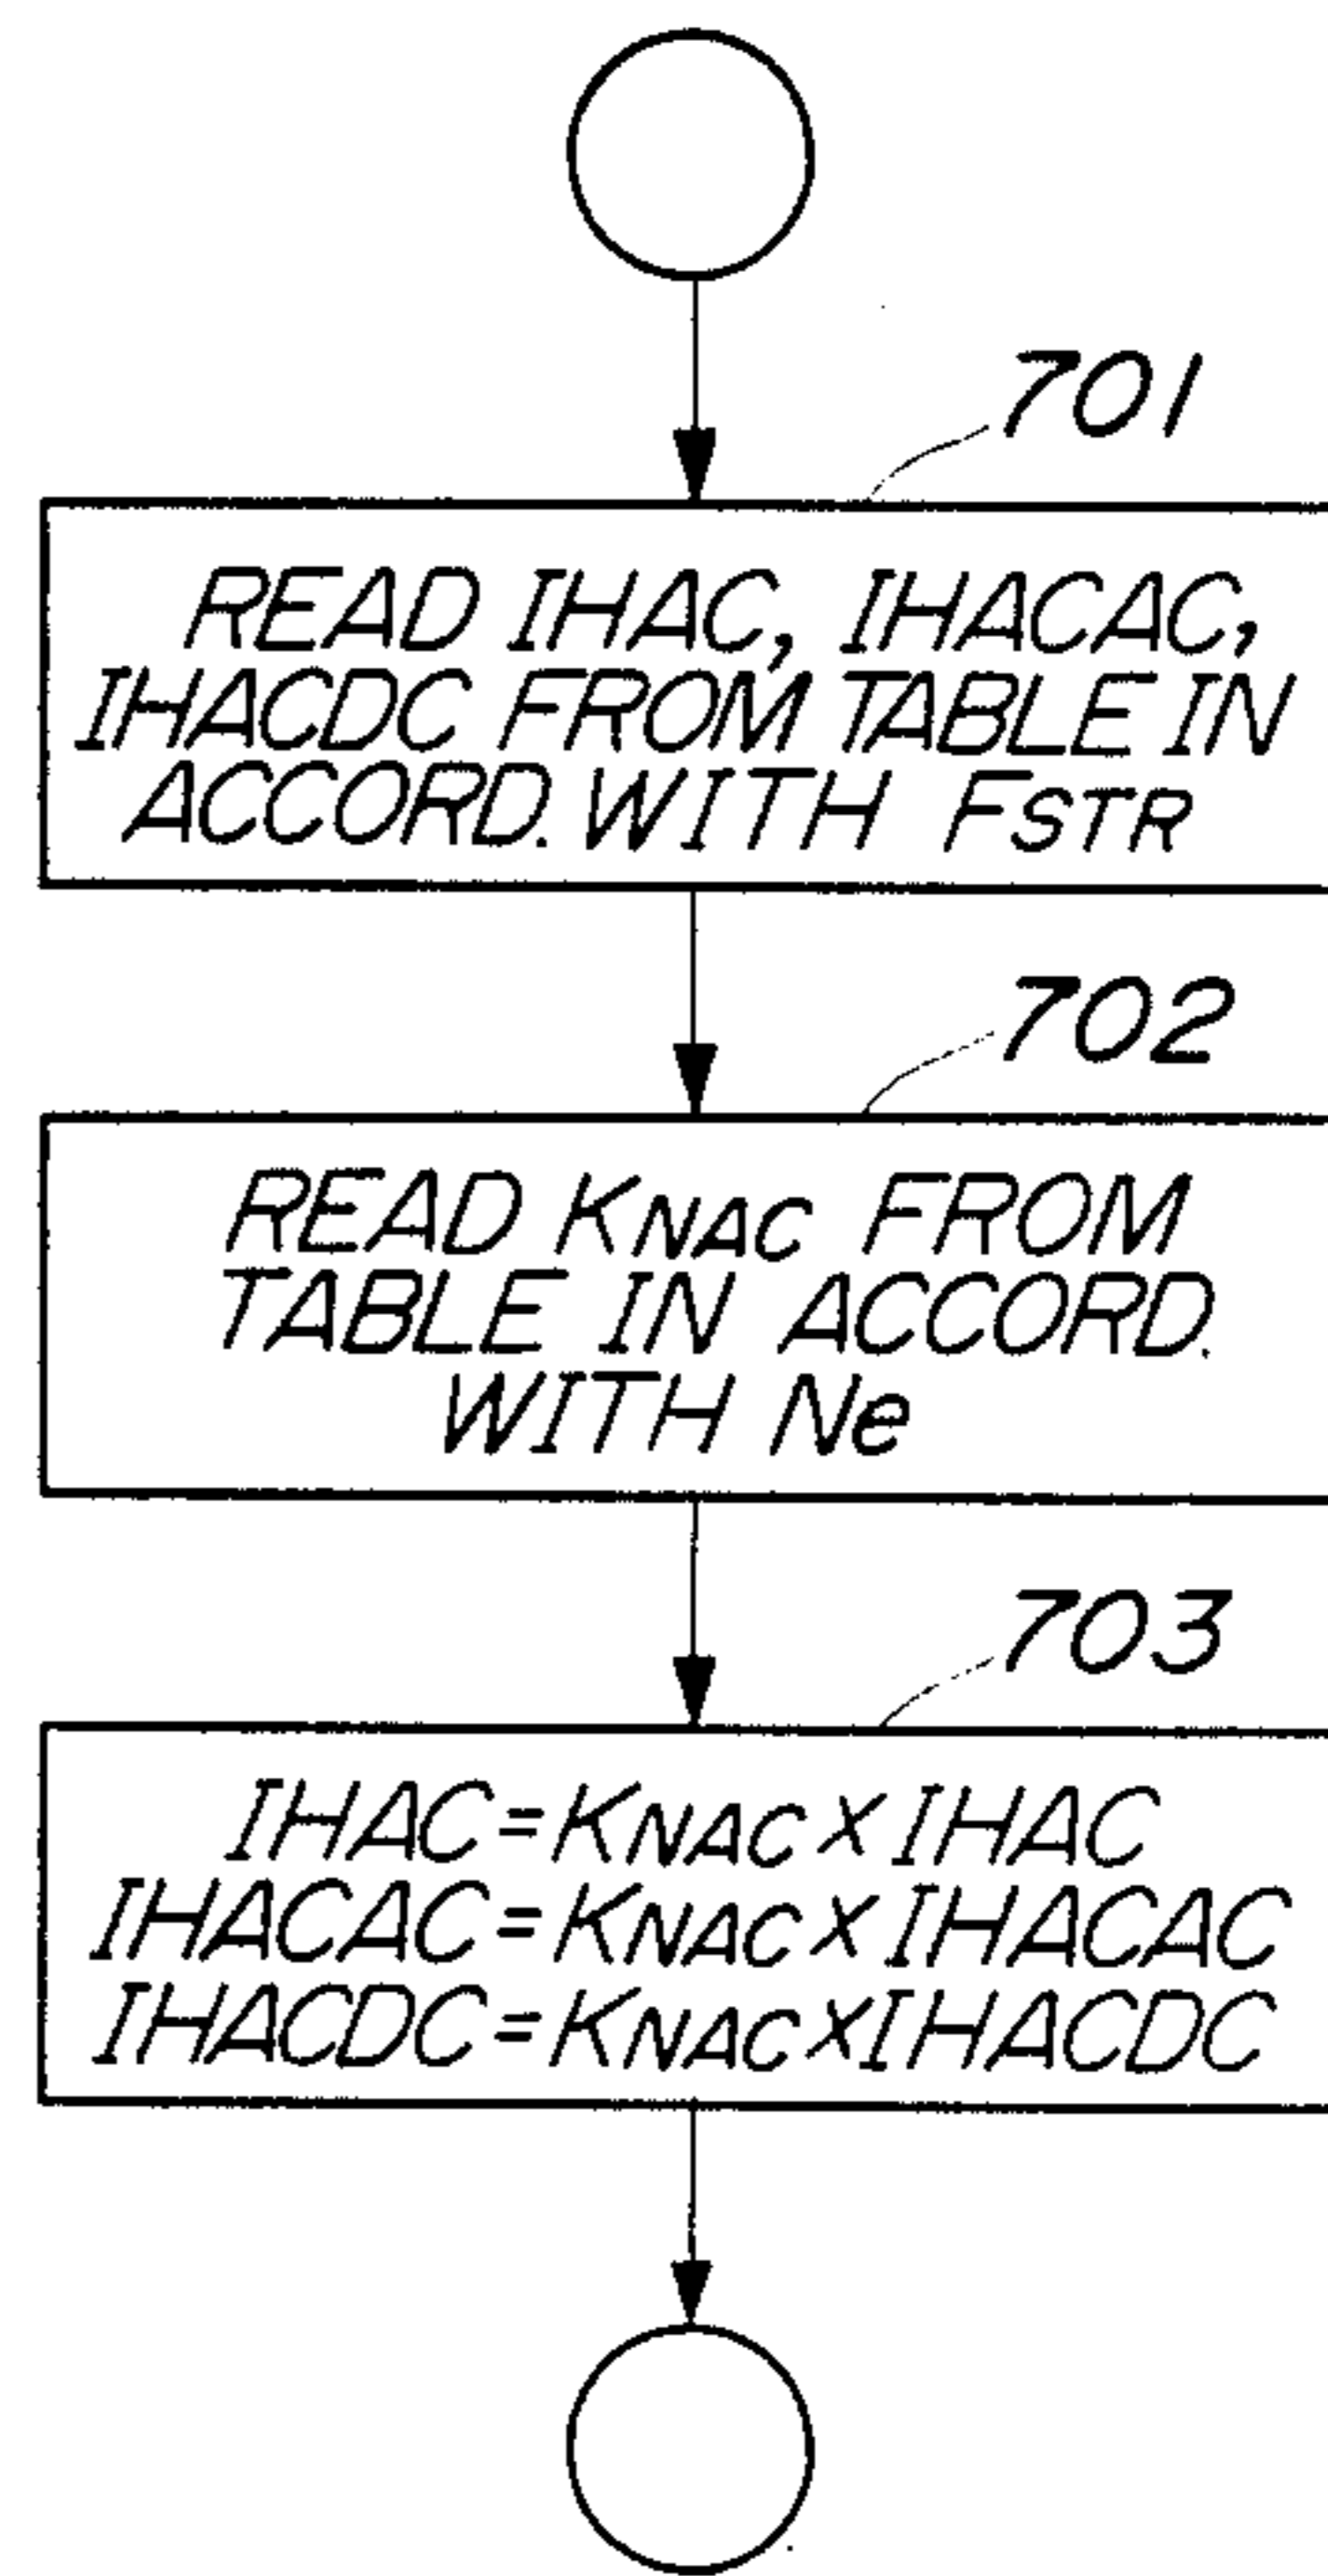 701
READ IHAC, IHACAC,
IHACDC FROM TABLE IN
ACCORD. WITH FSTR
702
READ KNAC FROM
TABLE IN ACCORD.
WITH Ne
703
IHAC=KNAC×IHAC
IHACAC=KNAC×IHACAC
IHACDC=KNAC×IHACDC